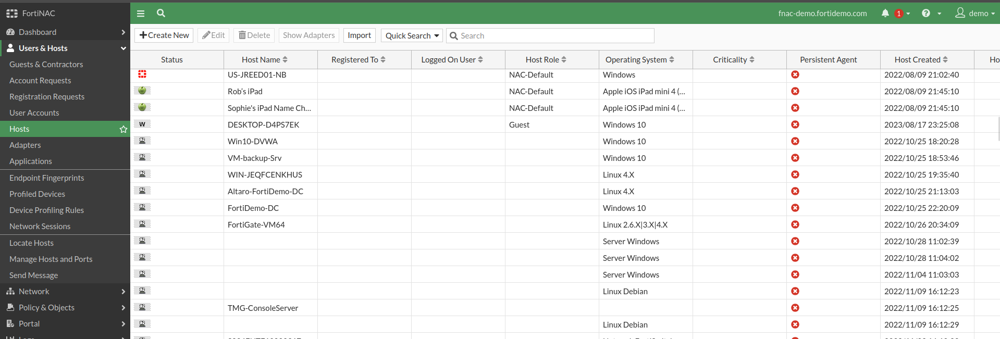 FortiNAC
fnac-demo.fortidemo.com 1 ? demo
Dashboard
Users & Hosts
Guests & Contractors
Account Requests
Registration Requests
User Accounts
Hosts
Adapters
Applications
Endpoint Fingerprints
Profiled Devices
Device Profiling Rules
Network Sessions
Locate Hosts
Manage Hosts and Ports
Send Message
Network
Policy & Objects
Portal
Create New Edit Delete Show Adapters Import Quick Search Search
Status Host Name Registered To Logged On User Host Role Operating System Criticality Persistent Agent Host Created Ho
US-JREED01-NB NAC-Default Windows 2022/08/09 21:02:40
Rob's iPad NAC-Default Apple iOS iPad mini 4 (... 2022/08/09 21:45:10
Sophie's iPad Name Ch... NAC-Default Apple iOS iPad mini 4 (... 2022/08/09 21:45:10
W DESKTOP-D4PS7EK Guest Windows 10 2023/08/17 23:25:08
Win10-DVWA Windows 10 2022/10/25 18:20:28
VM-backup-Srv Windows 10 2022/10/25 18:53:46
WIN-JEQFCENKHUS Linux 4.X 2022/10/25 19:35:40
Altaro-FortiDemo-DC Linux 4.X 2022/10/25 21:13:03
FortiDemo-DC Windows 10 2022/10/25 22:20:09
FortiGate-VM64 Linux 2.6.X|3.X|4.X 2022/10/26 20:34:09
Server Windows 2022/10/28 11:02:39
Server Windows 2022/10/28 11:04:02
Server Windows 2022/11/04 11:03:03
Linux Debian 2022/11/09 16:12:23
TMG-ConsoleServer 2022/11/09 16:12:25
Linux Debian 2022/11/09 16:12:29